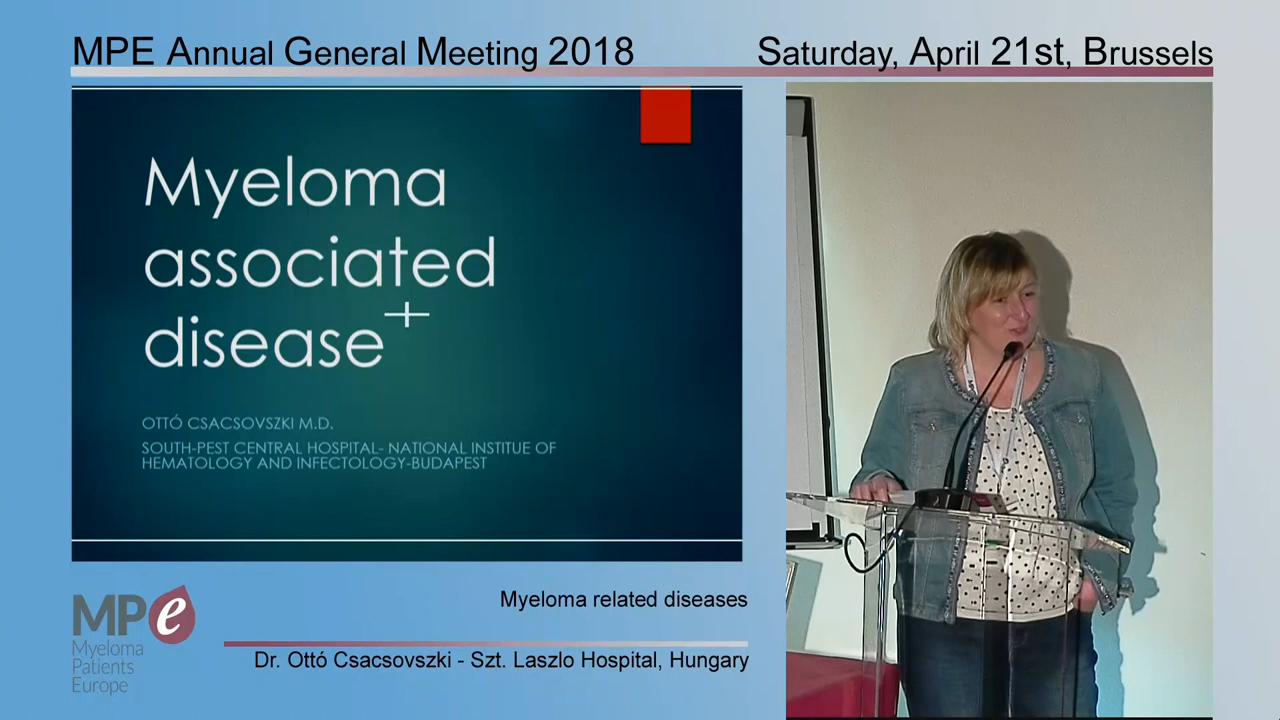 MPE Annual General Meeting 2018
Saturday, April 21st, Brussels
Myeloma
associated
disease+
OTTÓ CSACSOVSZKI M.D.
SOUTH-PEST CENTRAL HOSPITAL- NATIONAL INSTITUE OF
HEMATOLOGY AND INFECTOLOGY-BUDAPEST
Myeloma related diseases
Dr. Ottó Csacsovszki - Szt. Laszlo Hospital, Hungary
MPe
Myeloma
Patients
Europe